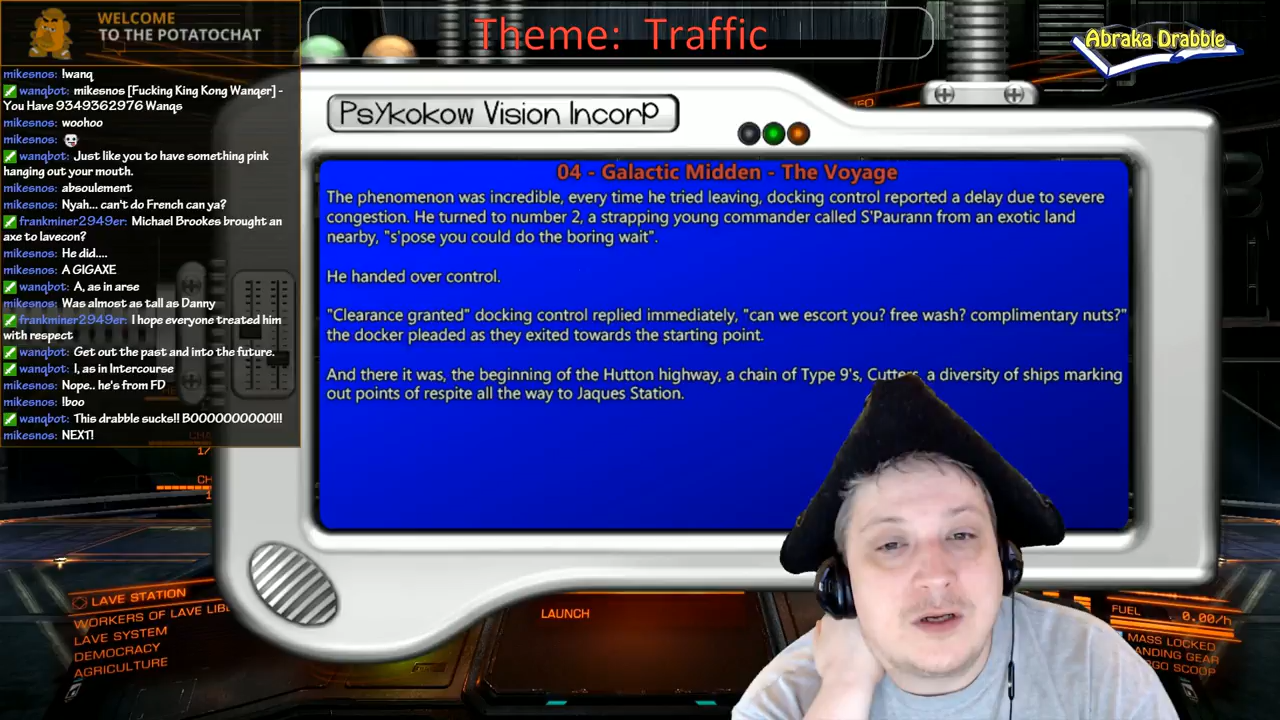 WELCOME
TO THE POTATOCHAT
mikesnos: !wanq
wanqbot: mikesnos [Fucking King Kong Wanqer] -
You Have 9349362976 Wanqs
mikesnos: woohoo
mikesnos:
wanqbot: Just like you to have something pink
hanging out your mouth.
mikesnos: absoulement
mikesnos: Nyah... can't do French can ya?
frankminer2949er: Michael Brookes brought an
axe to lavecon?
mikesnos: He did....
mikesnos: A GIGAXE
wanqbot: A, as in arse
mikesnos: Was almost as tall as Danny
frankminer2949er: I hope everyone treated him
with respect
wanqbot: Get out the past and into the future.
wanqbot: I, as in Intercourse
mikesnos: Nope.. he's from FD
mikesnos: !boo
wanqbot: This drabble sucks!! BOOOOOOOOOO!!!
mikesnos: NEXT!
Theme: Traffic
Abraka Drabble
Psykokow Vision Incorp
04 - Galactic Midden - The Voyage
The phenomenon was incredible, every time he tried leaving, docking control reported a delay due to severe
congestion. He turned to number 2, a strapping young commander called S'Paurann from an exotic land
nearby, "s'pose you could do the boring wait".
He handed over control.
"Clearance granted" docking control replied immediately, "can we escort you? free wash? complimentary nuts?"
the docker pleaded as they exited towards the starting point.
And there it was, the beginning of the Hutton highway, a chain of Type 9's, Cutters, a diversity of ships marking
out points of respite all the way to Jaques Station.
LAVE STATION
WORKERS OF LAVE LIBE
LAVE SYSTEM
DEMOCRACY
AGRICULTURE
LAUNCH
FUEL 0.00/h
MASS LOCKED
LANDING GEAR
CARGO SCOOP